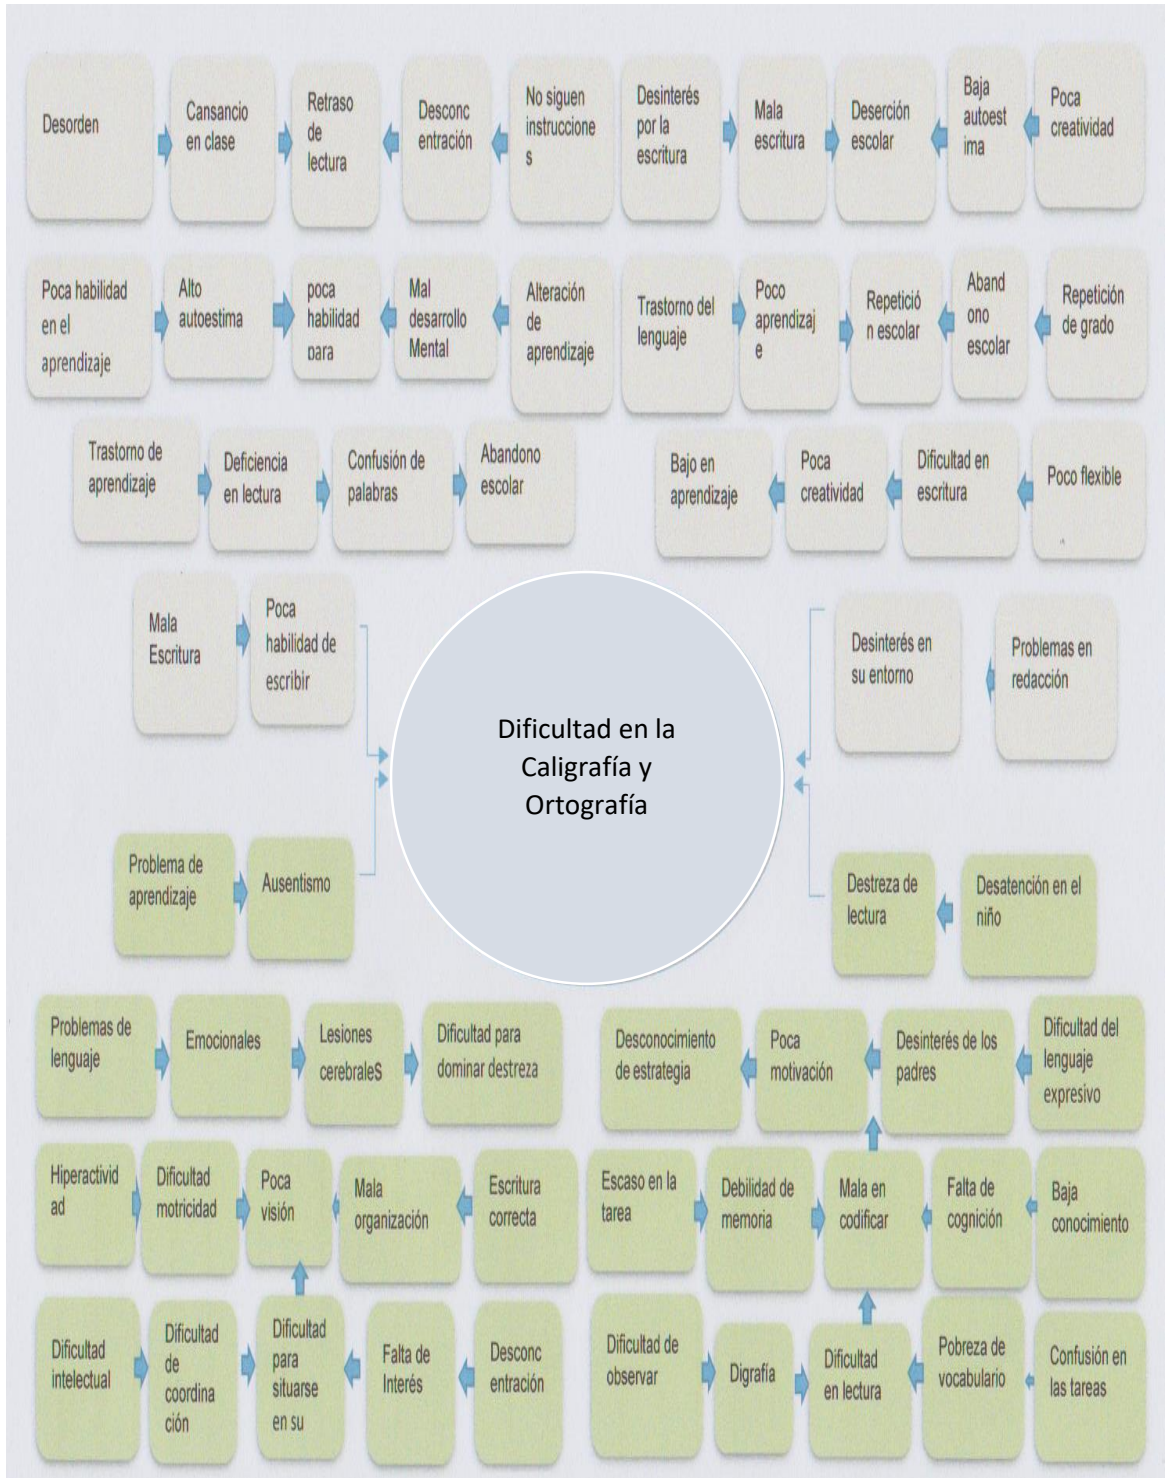 Desorden
Cansancio
en clase
Retraso
de
lectura
Desconc
entración
No siguen
instruccione
s
Desinterés
por la
escritura
Mala
escritura
Deserción
escolar
Baja
autoest
ima
Poca
creatividad
Poca habilidad
en el
aprendizaje
Alto
autoestima
poca
habilidad
para
Mal
desarrollo
Mental
Alteración
de
aprendizaje
Trastorno del
lenguaje
Poco
aprendizaj
e
Repetició
n escolar
Aband
ono
escolar
Repetición
de grado
Trastorno de
aprendizaje
Deficiencia
en lectura
Confusión de
palabras
Abandono
escolar
Bajo en
aprendizaje
Poca
creatividad
Dificultad en
escritura
Poco flexible
Mala
Escritura
Poca
habilidad de
escribir
Desinterés en
su entorno
Problemas en
redacción
Dificultad en la
Caligrafía y
Ortografía
Problema de
aprendizaje
Ausentismo
Destreza de
lectura
Desatención en el
niño
Problemas de
lenguaje
Emocionales
Lesiones
cerebraleS
Dificultad para
dominar destreza
Desconocimiento
de estrategia
Poca
motivación
Desinterés de los
padres
Dificultad del
lenguaje
expresivo
Hiperactivid
ad
Dificultad
motricidad
Poca
visión
Mala
organización
Escritura
correcta
Escaso en la
tarea
Debilidad de
memoria
Mala en
codificar
Falta de
cognición
Baja
conocimiento
Dificultad
intelectual
Dificultad
de
coordina
ción
Dificultad
para
situarse
en su
Falta de
Interés
Desconc
entración
Dificultad de
observar
Digrafía
Dificultad
en lectura
Pobreza de
vocabulario
Confusión en
las tareas